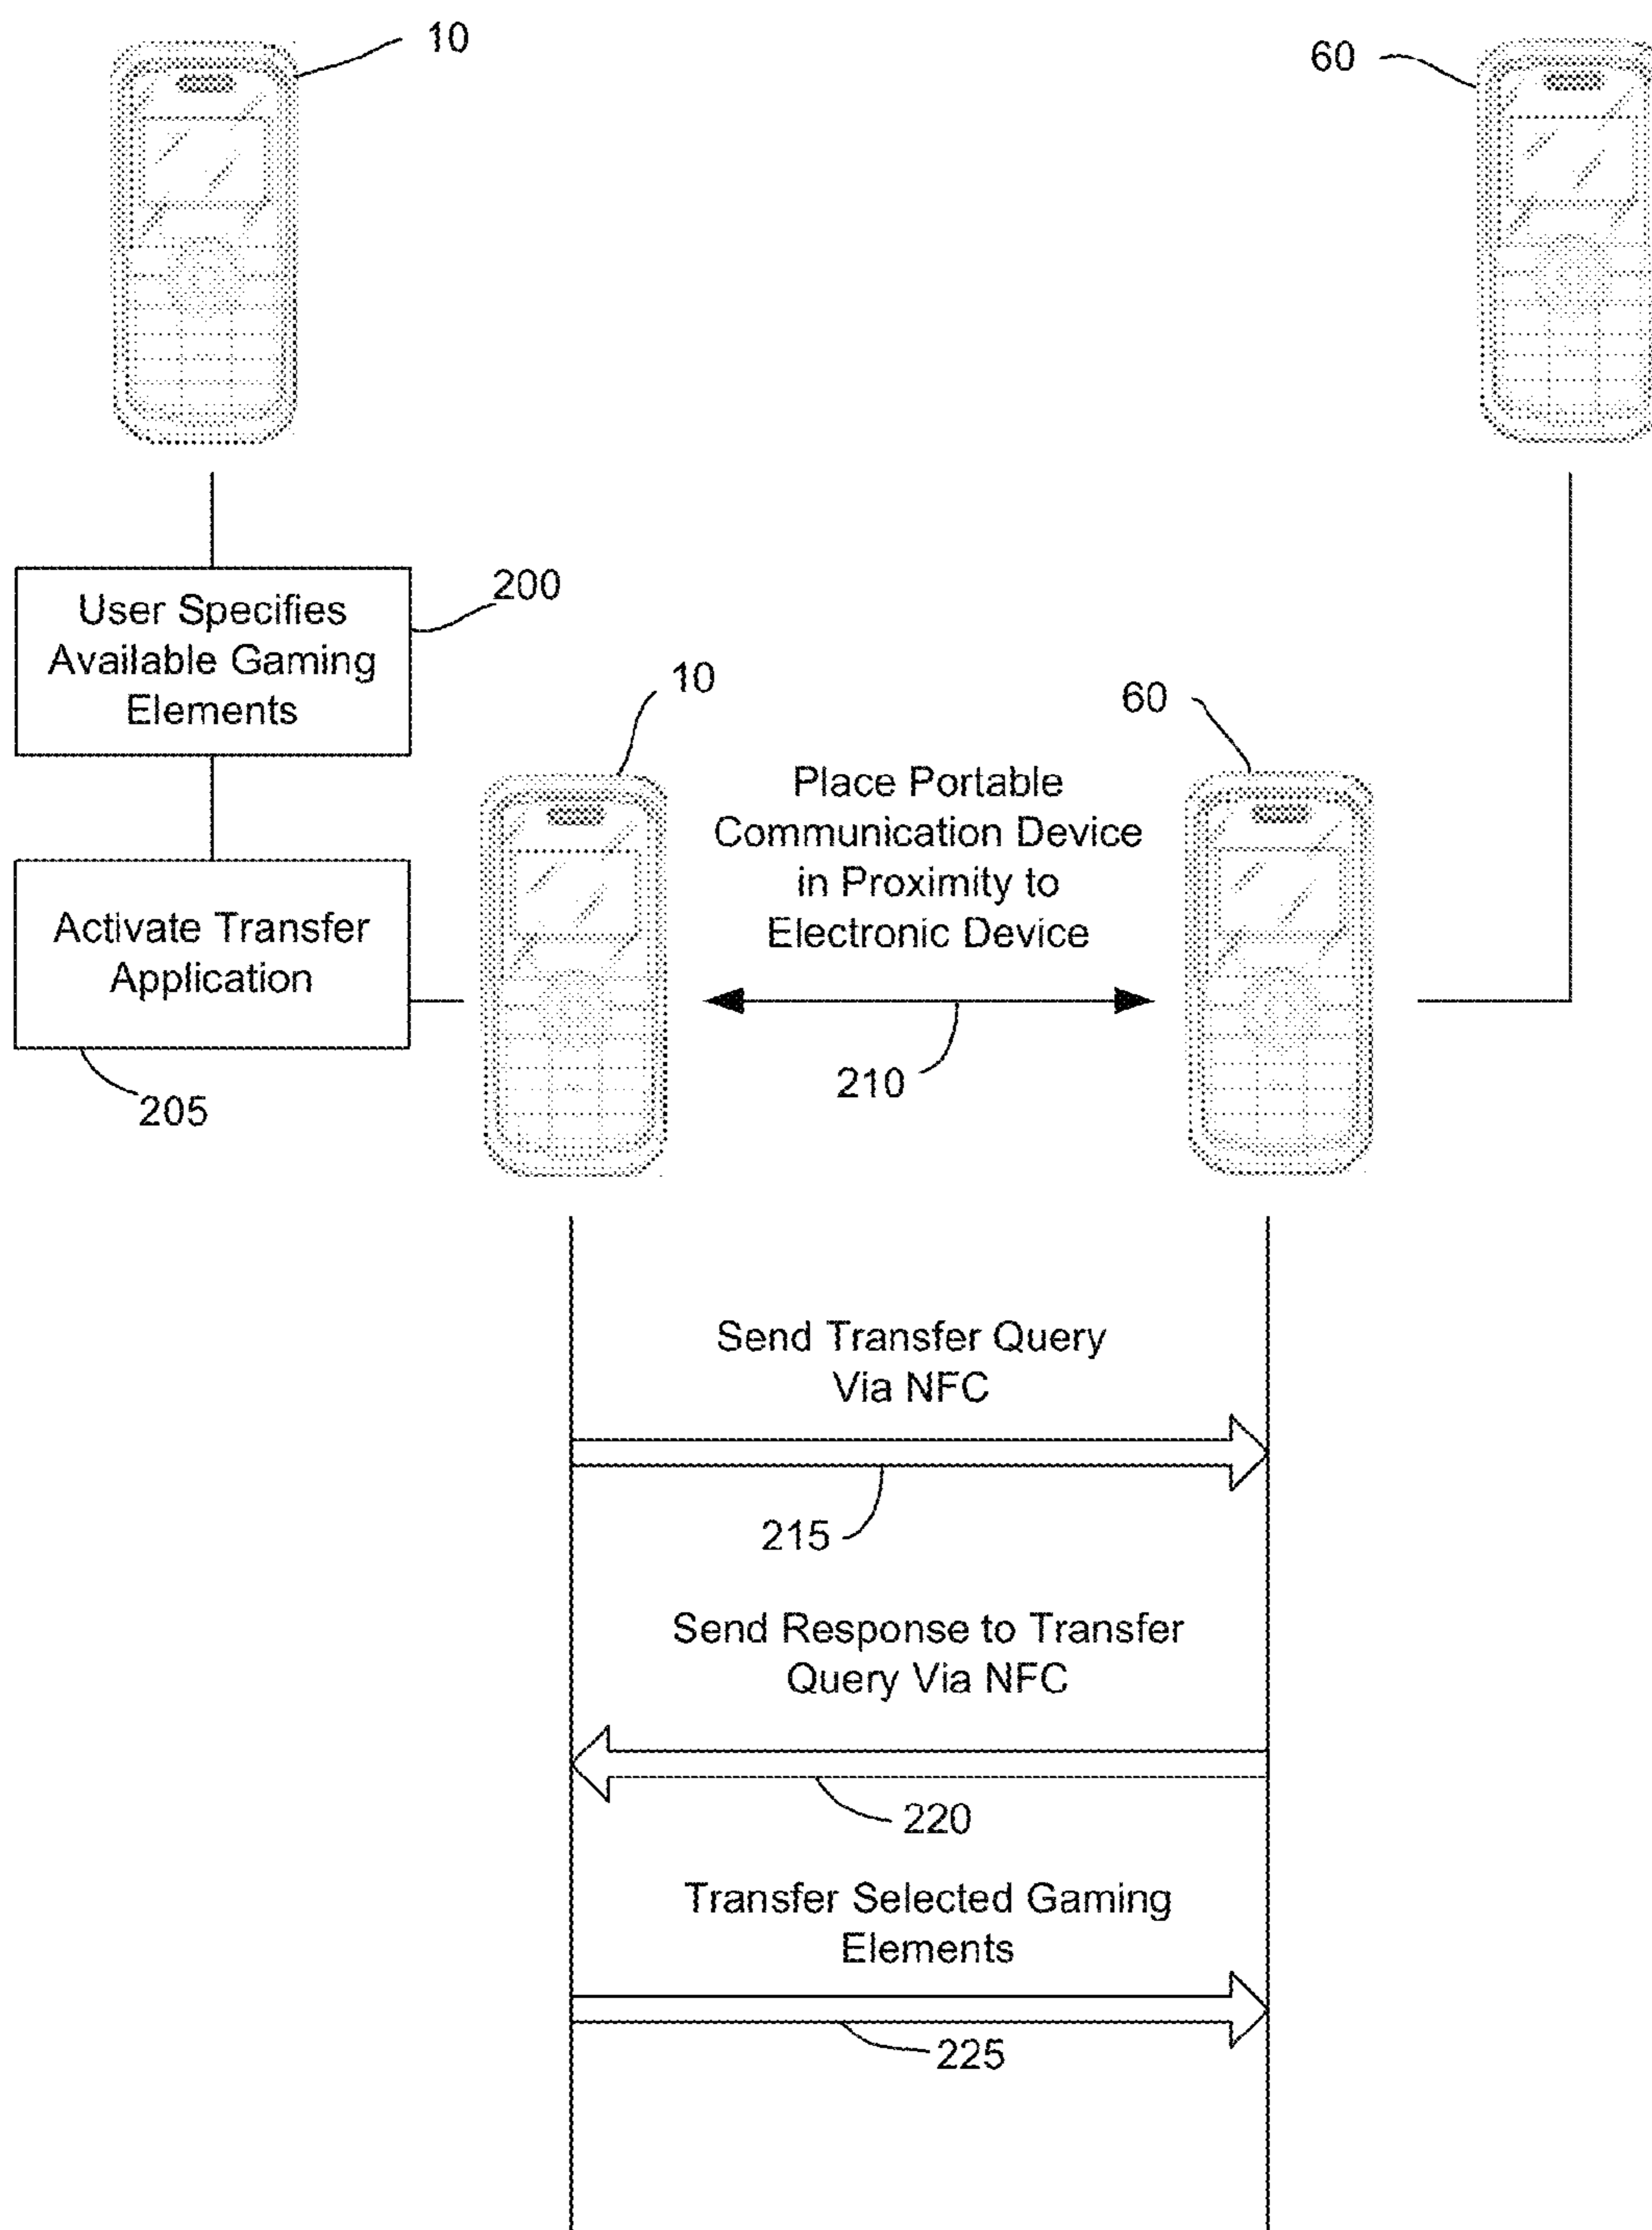 10
60
200
User Specifies
Available Gaming
Elements
10
60
Place Portable
Communication Device
in Proximity to
Electronic Device
Activate Transfer
Application
210
205
Send Transfer Query
Via NFC
215
Send Response to Transfer
Query Via NFC
220
Transfer Selected Gaming
Elements
225